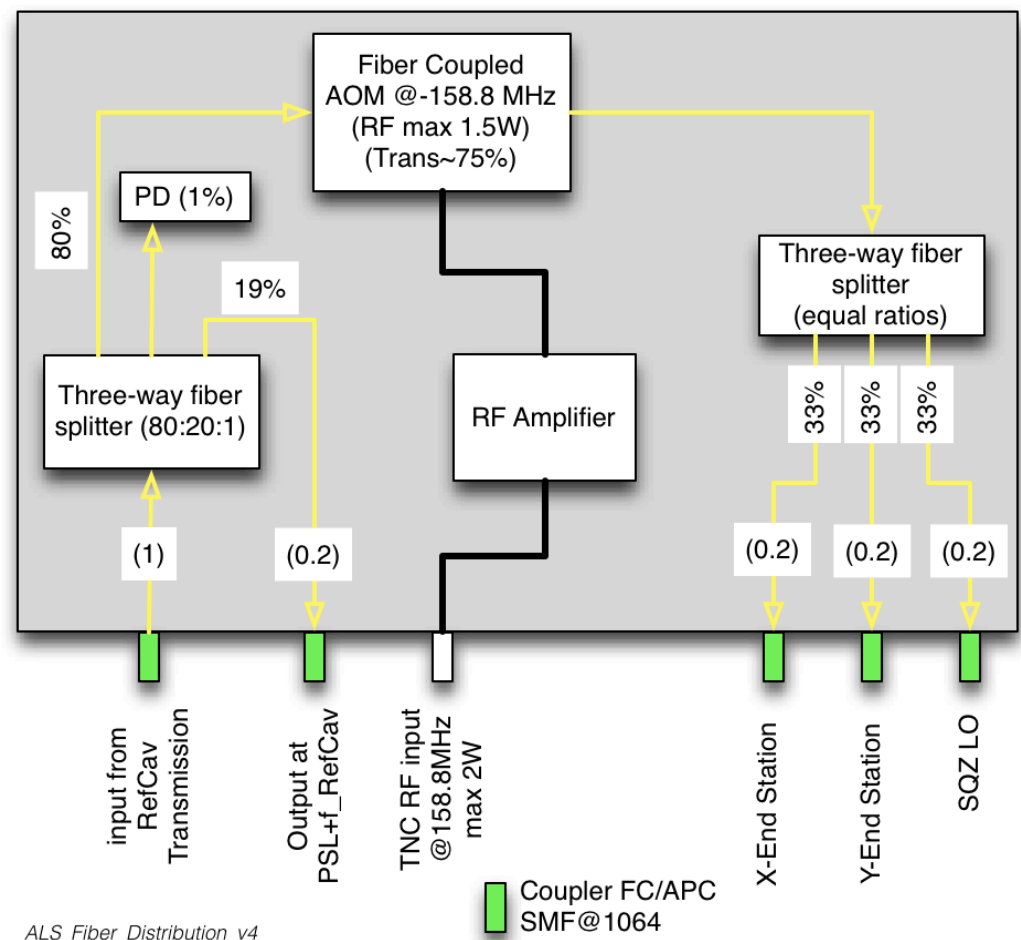 Fiber Coupled
AOM @-158.8 MHz
(RF max 1.5W)
(Trans~75%)
PD (1%)
80%
19%
Three-way fiber
splitter
(equal ratios)
Three-way fiber
splitter (80:20:1)
RF Amplifier
33%
33%
33%
(1)
(0.2)
(0.2)
(0.2)
(0.2)
input from
RefCav
Transmission
Output at
PSL+f_RefCav
TNC RF input
@158.8MHz
max 2W
X-End Station
Y-End Station
SQZ LO
Coupler FC/APC
SMF@1064
ALS Fiber Distribution v4